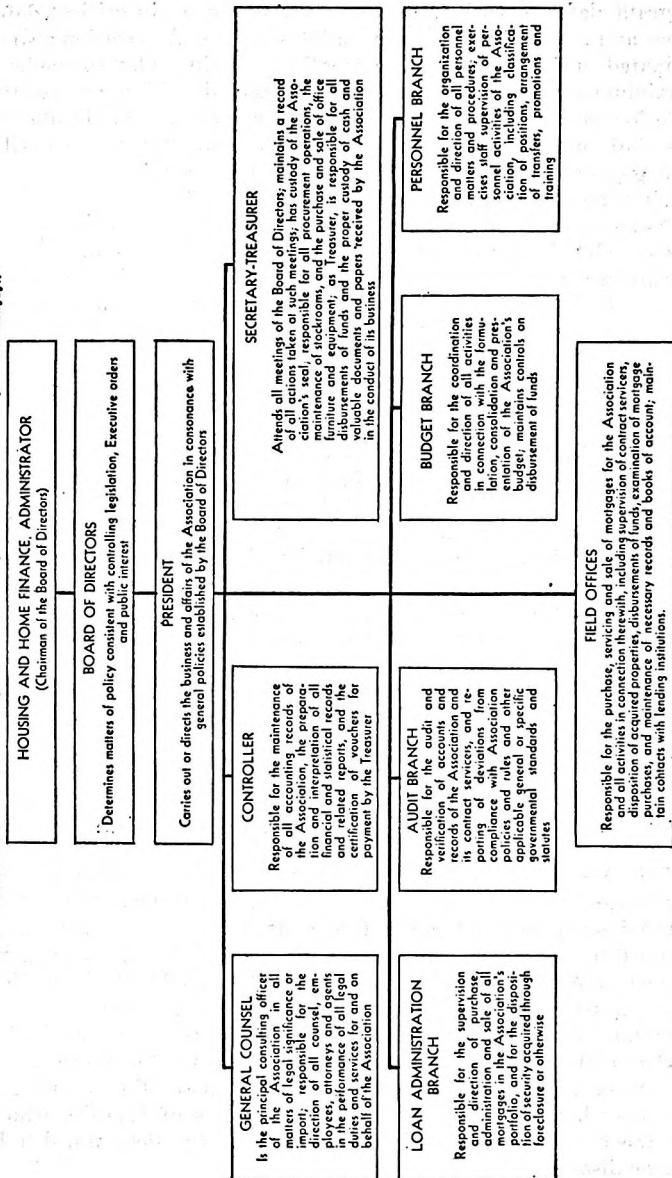 HOUSING AND HOME FINANCE, ADMINISTRATOR
(Chairman of the Board of Directors)
BOARD OF DIRECTORS
Determines matters of policy consistent with controlling legislation, Executive orders
and public interest
PRESIDENT
Carries out or directs the business and affairs of the Association in consonance with
general policies established by the Board of Directors
GENERAL COUNSEL
Is the principal consulting officer
of the Association in all
matters of legal significance or
import; responsible for the
direction of all counsel, em-
ployees, attorneys and agents
in the performance of all legal
duties and services for and on
behalf of the Association
CONTROLLER
Responsible for the maintenance
of all accounting records of
the Association, the prepara-
tion and interpretation of all
financial and statistical records
and related reports, and the
certification of vouchers for
payment by the Treasurer
SECRETARY-TREASURER
Attends all meetings of the Board of Directors; maintains a record
of all actions taken at such meetings; has custody of the Asso-
ciation's seal; responsible for all procurement operations, the
maintenance of stockrooms, and the purchase and sale of office
furniture and equipment; as Treasurer, is responsible for all
disbursements of funds and the proper custody of cash and
valuable documents and papers received by the Association
in the conduct of its business
LOAN ADMINISTRATION
BRANCH
Responsible for the supervision
and direction of purchase,
administration and sale of all
mortgages in the Association's
portfolio, and for the disposi-
tion of security acquired through
foreclosure or otherwise
AUDIT BRANCH
Responsible for the audit and
verification of accounts and
records of the Association and
its contract servicers, and re-
porting of deviations from
compliance with Association
policies and rules and other
applicable general or specific
governmental standards and
statutes
BUDGET BRANCH
Responsible for the coordination
and direction of all activities
in connection with the formu-
lation, consolidation and pres-
entation of the Association's
budget; maintains controls on
disbursement of funds
PERSONNEL BRANCH
Responsible for the organization
and direction of all personnel
matters and procedures; exer-
cises staff supervision of per-
sonnel activities of the Asso-
ciation, including classifica-
tion of positions, arrangement
of transfers, promotions and
training
FIELD OFFICES
Responsible for the purchase, servicing and sale of mortgages for the Association
and all activities in connection therewith, including supervision of contract servicers,
disposition of acquired properties, disbursements of funds, examination of mortgage
purchases, and maintenance of necessary records and books of account; main-
tain contacts with lending institutions.